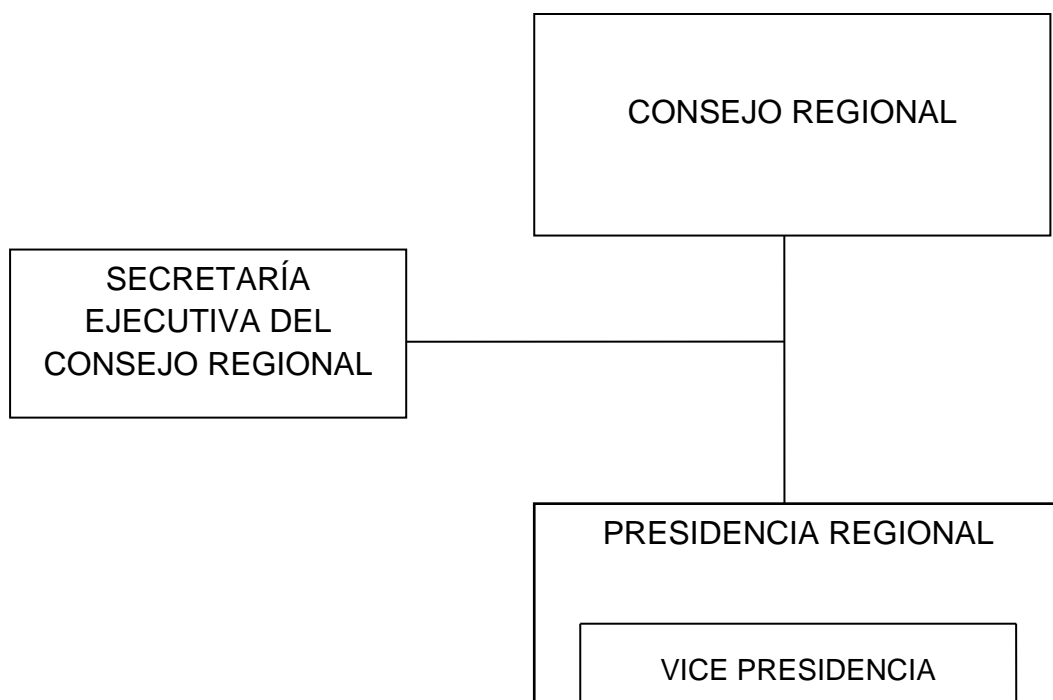 CONSEJO REGIONAL
SECRETARÍA
EJECUTIVA DEL
CONSEJO REGIONAL
PRESIDENCIA REGIONAL
VICE PRESIDENCIA